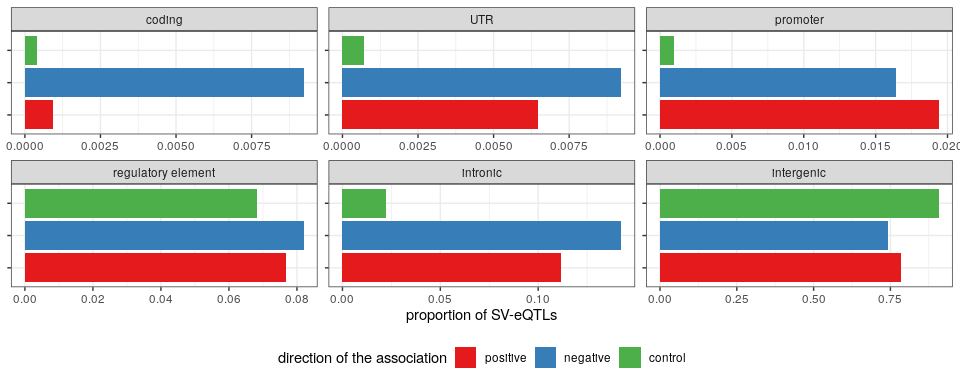 coding UTR promoter
0.0000 0.0025 0.0050 0.0075 0.0000 0.0025 0.0050 0.0075 0.000 0.005 0.010 0.015 0.020
regulatory element intronic intergenic
0.00 0.02 0.04 0.06 0.08 0.00 0.05 0.10 0.00 0.25 0.50 0.75
proportion of SV-eQTLs
direction of the association positive negative control